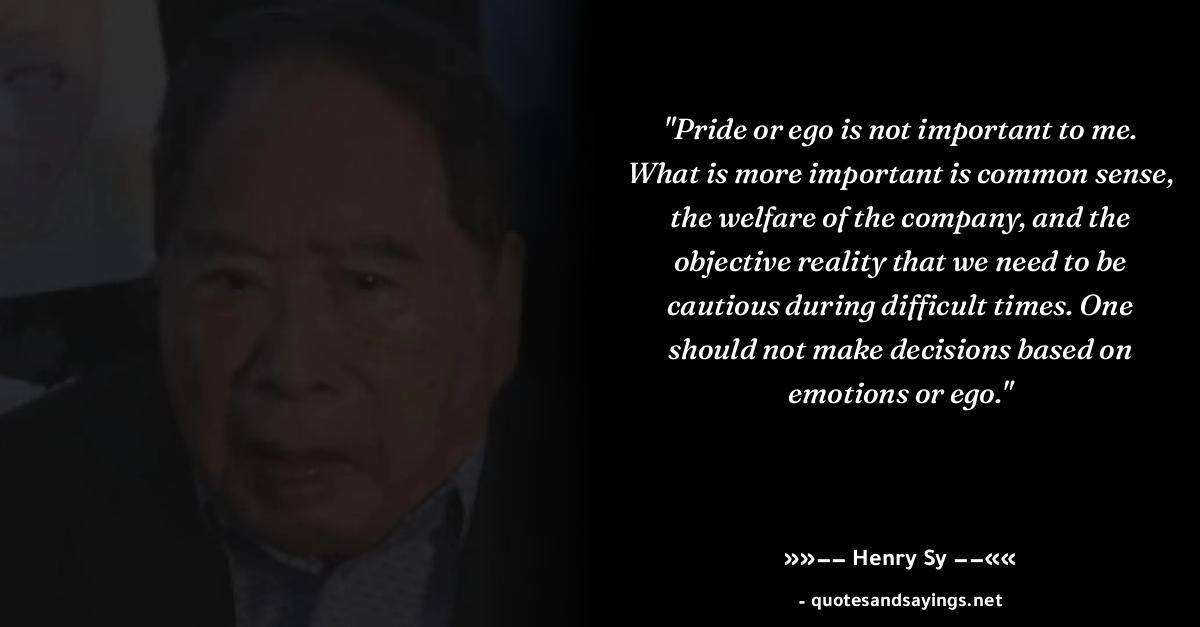 "Pride or ego is not important to me.
What is more important is common sense,
the welfare of the company, and the
objective reality that we need to be
cautious during difficult times. One
should not make decisions based on
emotions or ego."
»»−− Henry Sy −−««
- quotesandsayings.net